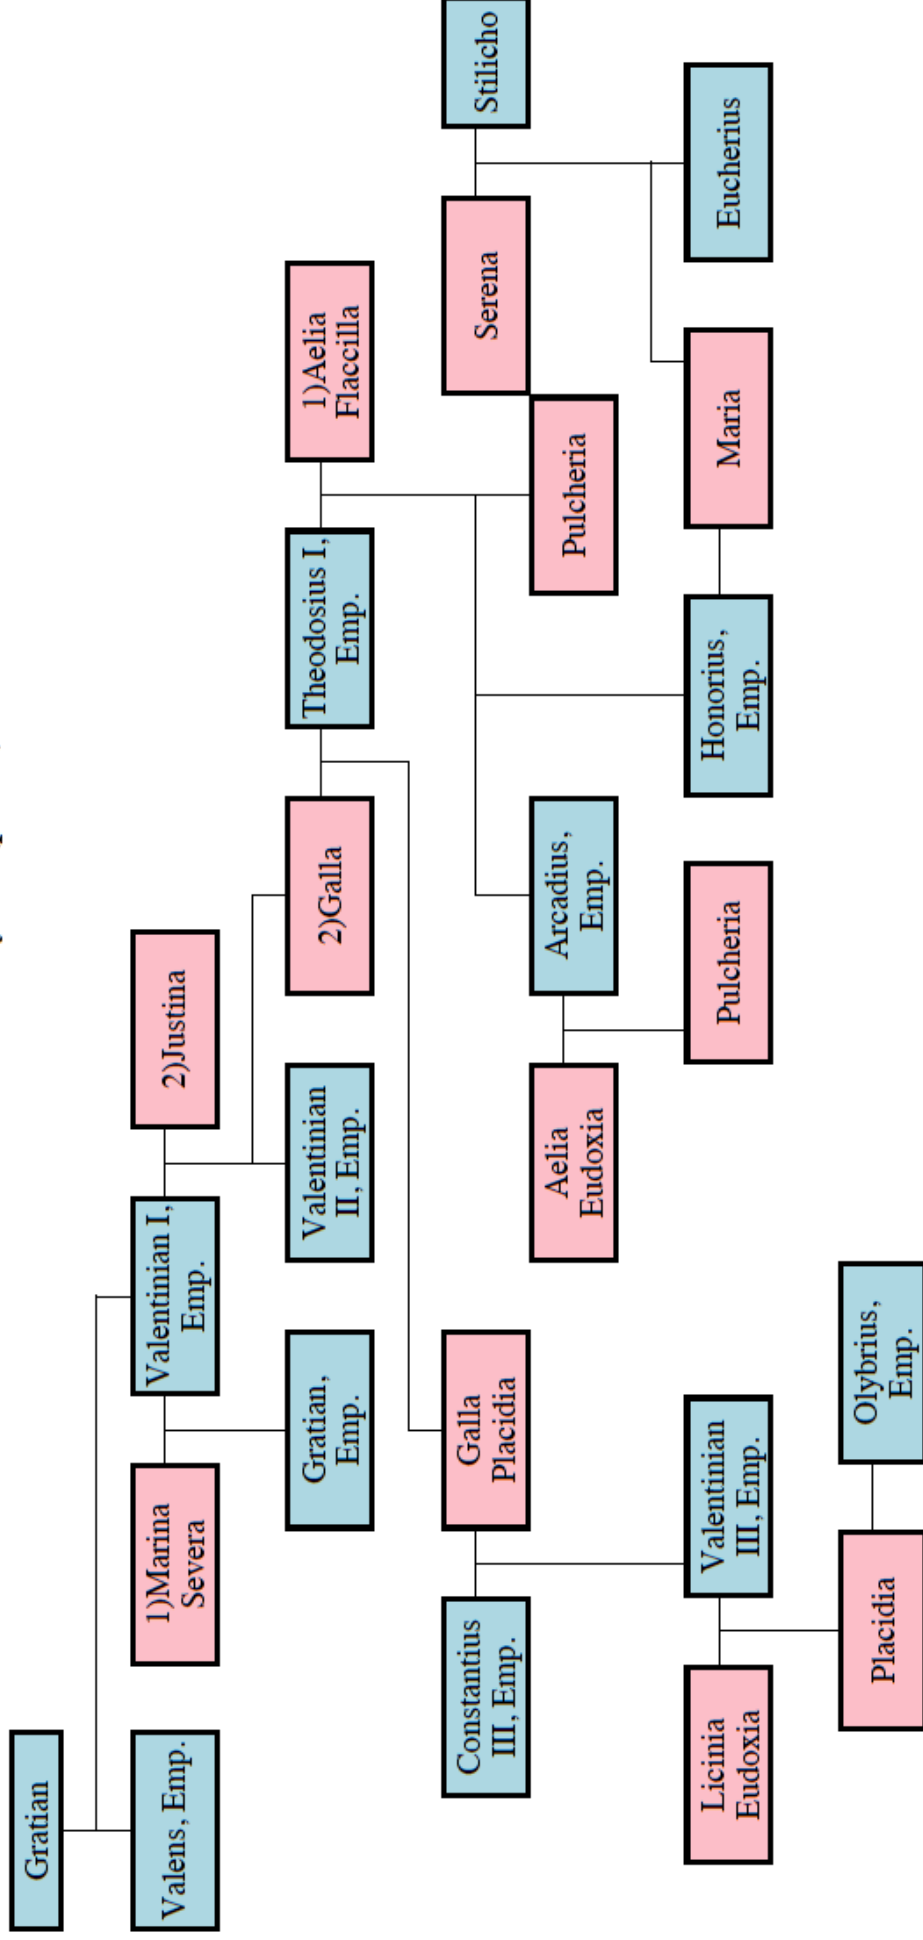 Gratian
Valens, Emp.
1)Marina
Severa
Valentinian I,
Emp.
2)Justina
Gratian,
Emp.
Valentinian
II, Emp.
2)Galla
Theodosius I,
Emp.
1)Aelia
Flaccilla
Constantius
III, Emp.
Galla
Placidia
Serena
Stilicho
Aelia
Eudoxia
Arcadius,
Emp.
Pulcheria
Licinia
Eudoxia
Valentinian
III, Emp.
Pulcheria
Honorius,
Emp.
Maria
Eucherius
Placidia
Olybrius,
Emp.